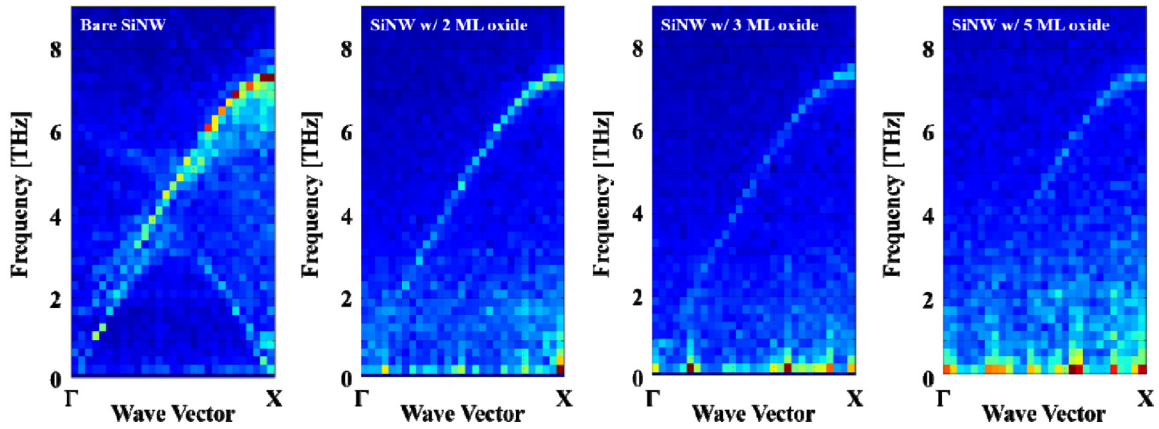 Bare SiNW
Frequency [THz]
8
6
4
2
0
Γ
X
Wave Vector
SiNW w/ 2 ML oxide
Frequency [THz]
8
6
4
2
0
Γ
X
Wave Vector
SiNW w/ 3 ML oxide
Frequency [THz]
8
6
4
2
0
Γ
X
Wave Vector
SiNW w/ 5 ML oxide
Frequency [THz]
8
6
4
2
0
Γ
X
Wave Vector